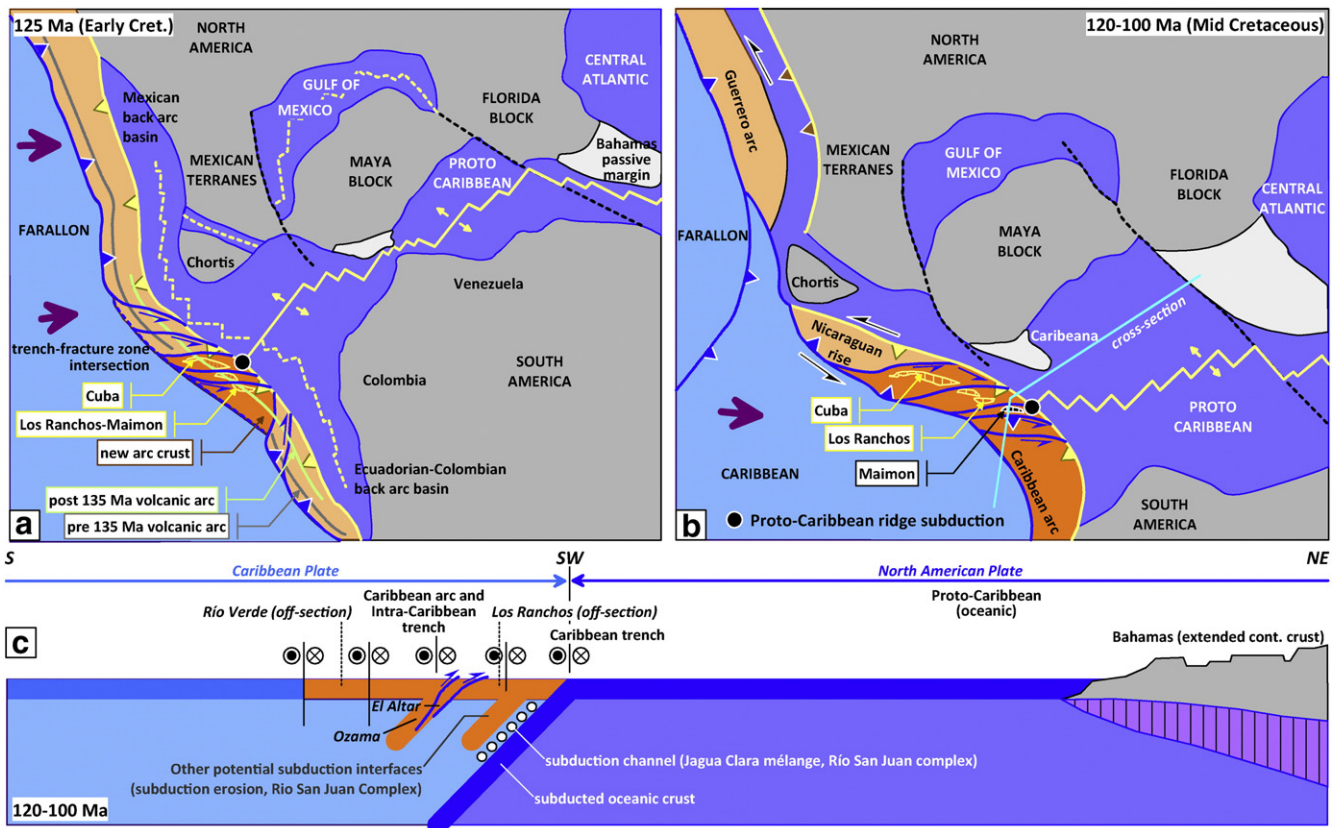 125 Ma (Early Cret.)
NORTH
AMERICA
CENTRAL
ATLANTIC
GULF OF
MEXICO
FLORIDA
BLOCK
Mexican
back arc
basin
MEXICAN
TERRANES
MAYA
BLOCK
PROTO
CARIBBEAN
Bahamas
passive
margin
FARALLON
Chortis
Venezuela
trench-fracture zone
intersection
Colombia
SOUTH
AMERICA
Cuba
Los Ranchos-Maimon
new arc crust
Ecuadorian-Colombian
back arc basin
post 135 Ma volcanic arc
pre 135 Ma volcanic arc
a
120-100 Ma (Mid Cretaceous)
NORTH
AMERICA
Guerrero arc
MEXICAN
TERRANES
GULF OF
MEXICO
FLORIDA
BLOCK
CENTRAL
ATLANTIC
MAYA
BLOCK
FARALLON
Chortis
Caribeana
cross-section
Nicaraguan
rise
Cuba
Los Ranchos
Maimon
PROTO
CARIBBEAN
CARIBBEAN
Caribbean arc
SOUTH
AMERICA
b
Proto-Caribbean ridge subduction
S
SW
NE
Caribbean Plate
North American Plate
c
Río Verde (off-section)
Caribbean arc and
Intra-Caribbean
trench
Los Ranchos (off-section)
Caribbean trench
Proto-Caribbean
(oceanic)
Bahamas (extended cont. crust)
El Altar
Ozama
Other potential subduction interfaces
(subduction erosion, Rio San Juan Complex)
subduction channel (Jagua Clara mélange, Río San Juan complex)
subducted oceanic crust
120-100 Ma